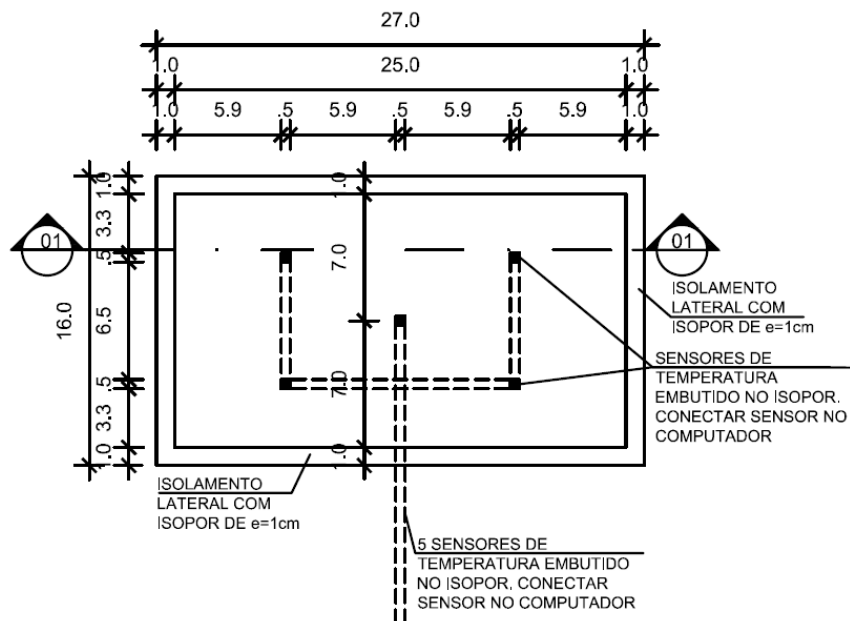 27.0
1.0 25.0 1.0
1.0 5.9 .5 5.9 .5 5.9 .5 5.9 1.0
16.0
1.0
3.3
.5
6.5
.5
3.3
1.0
1.0
7.0
7.0
1.0
01
01
ISOLAMENTO
LATERAL COM
ISOPOR DE e=1cm
SENSORES DE
TEMPERATURA
EMBUTIDO NO ISOPOR.
CONECTAR SENSOR NO
COMPUTADOR
ISOLAMENTO
LATERAL COM
ISOPOR DE e=1cm
5 SENSORES DE
TEMPERATURA EMBUTIDO
NO ISOPOR, CONECTAR
SENSOR NO COMPUTADOR